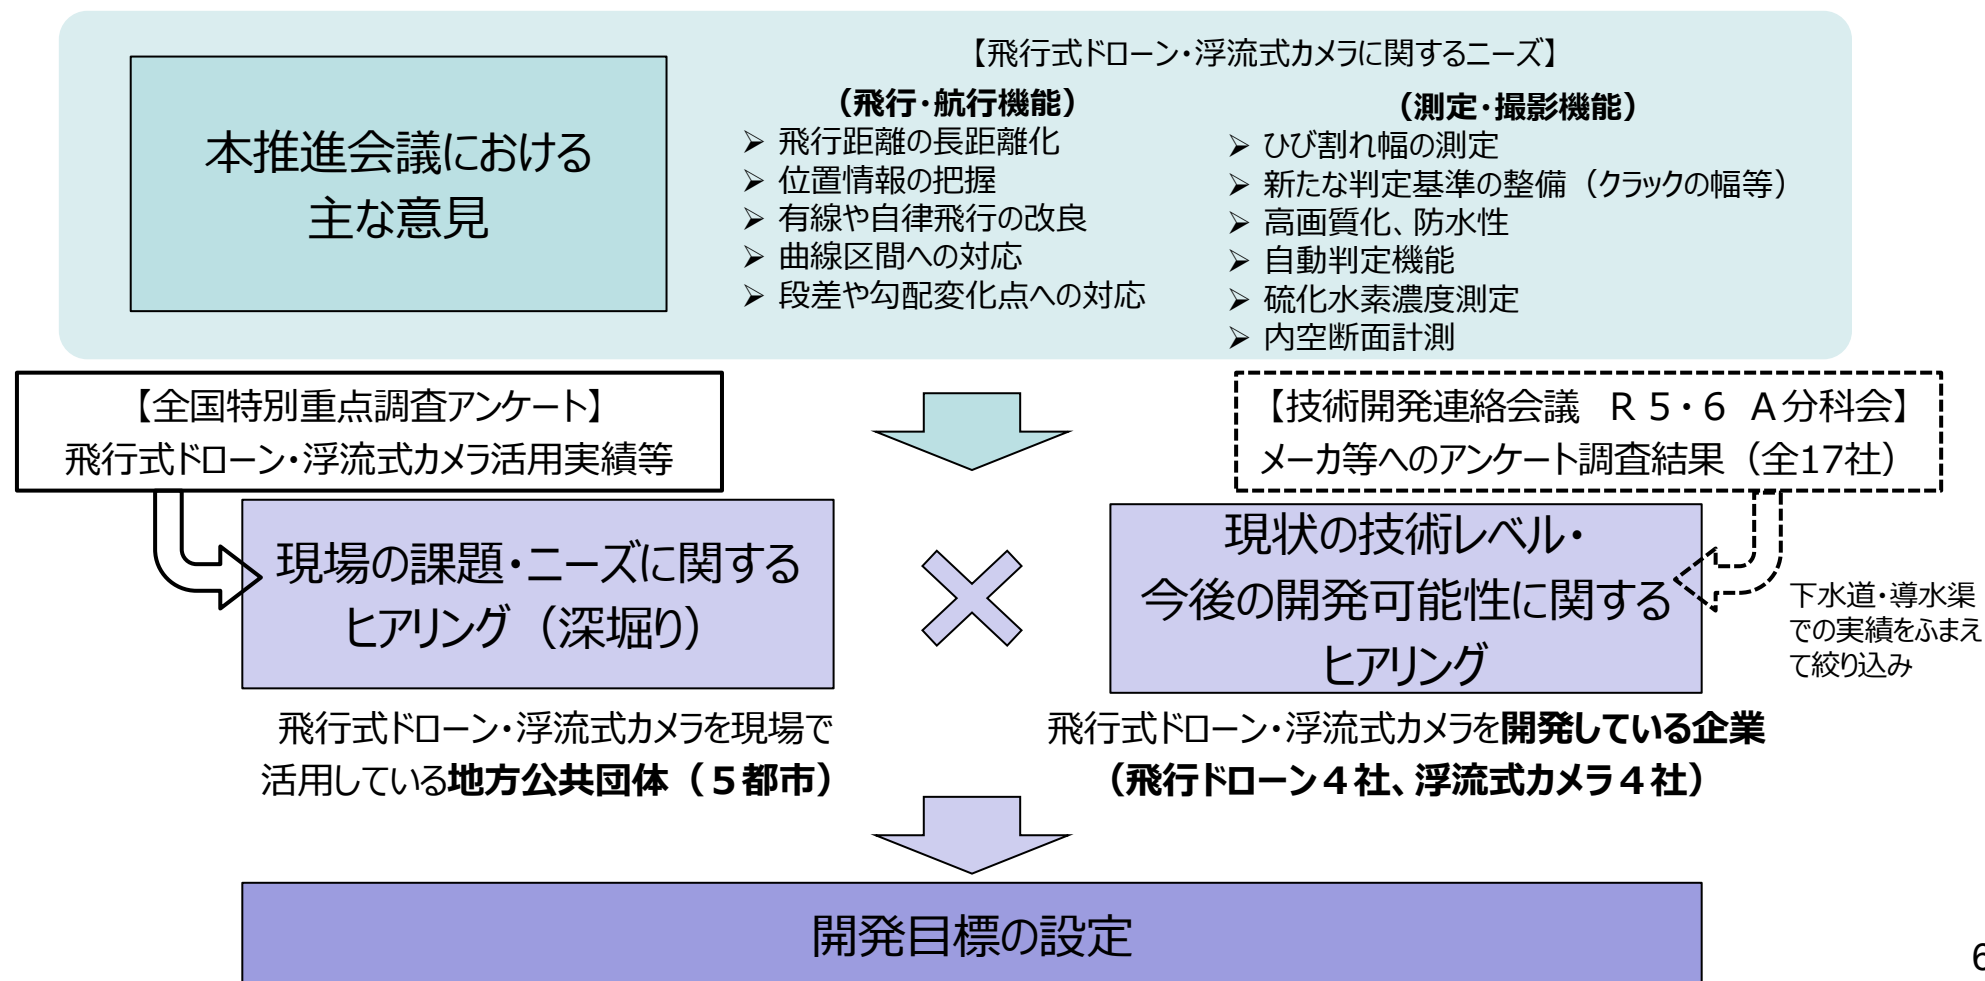 本推進会議における
主な意見
【飛行式ドローン・浮流式カメラに関するニーズ】
（飛行・航行機能）
➢ 飛行距離の長距離化
➢ 位置情報の把握
➢ 有線や自律飛行の改良
➢ 曲線区間への対応
➢ 段差や勾配変化点への対応
（測定・撮影機能）
➢ ひび割れ幅の測定
➢ 新たな判定基準の整備（クラックの幅等）
➢ 高画質化、防水性
➢ 自動判定機能
➢ 硫化水素濃度測定
➢ 内空断面計測
【全国特別重点調査アンケート】
飛行式ドローン・浮流式カメラ活用実績等
【技術開発連絡会議　Ｒ５・６　Ａ分科会】
メーカ等へのアンケート調査結果（全17社）
現場の課題・ニーズに関する
ヒアリング（深堀り）
現状の技術レベル・
今後の開発可能性に関する
ヒアリング
下水道・導水渠
での実績をふまえ
て絞り込み
飛行式ドローン・浮流式カメラを現場で
活用している地方公共団体（５都市）
飛行式ドローン・浮流式カメラを開発している企業
（飛行ドローン４社、浮流式カメラ４社）
開発目標の設定
6